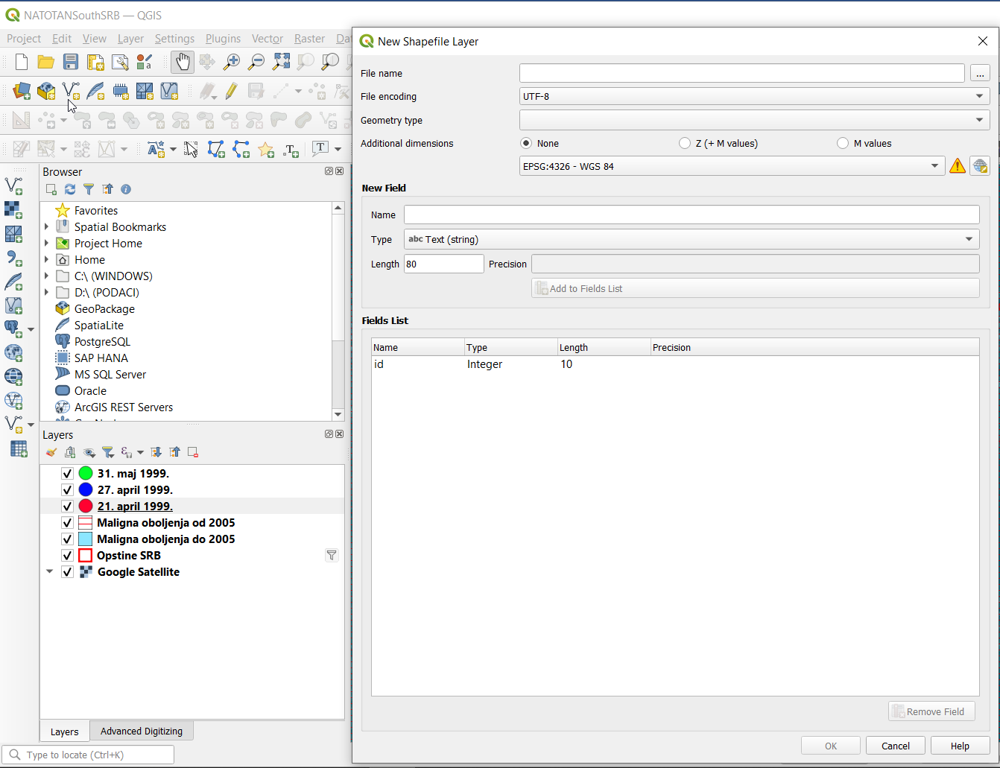 NATOTANSouthSRB — QGIS
Project Edit View Layer Settings Plugins Vector Raster Dat
New Shapefile Layer
File name
...
File encoding UTF-8
Geometry type
Additional dimensions None Z (+ M values) M values
EPSG:4326 - WGS 84
New Field
Name
Type abc Text (string)
Length 80 Precision
Add to Fields List
Fields List
Name Type Length Precision
id Integer 10
Remove Field
OK Cancel Help
Browser
Favorites
Spatial Bookmarks
Project Home
Home
C:\ (WINDOWS)
D:\ (PODACI)
GeoPackage
SpatiaLite
PostgreSQL
SAP HANA
MS SQL Server
Oracle
ArcGIS REST Servers
Layers
31. maj 1999.
27. april 1999.
21. april 1999.
Maligna oboljenja od 2005
Maligna oboljenja do 2005
Opstine SRB
Google Satellite
Layers Advanced Digitizing
Type to locate (Ctrl+K)